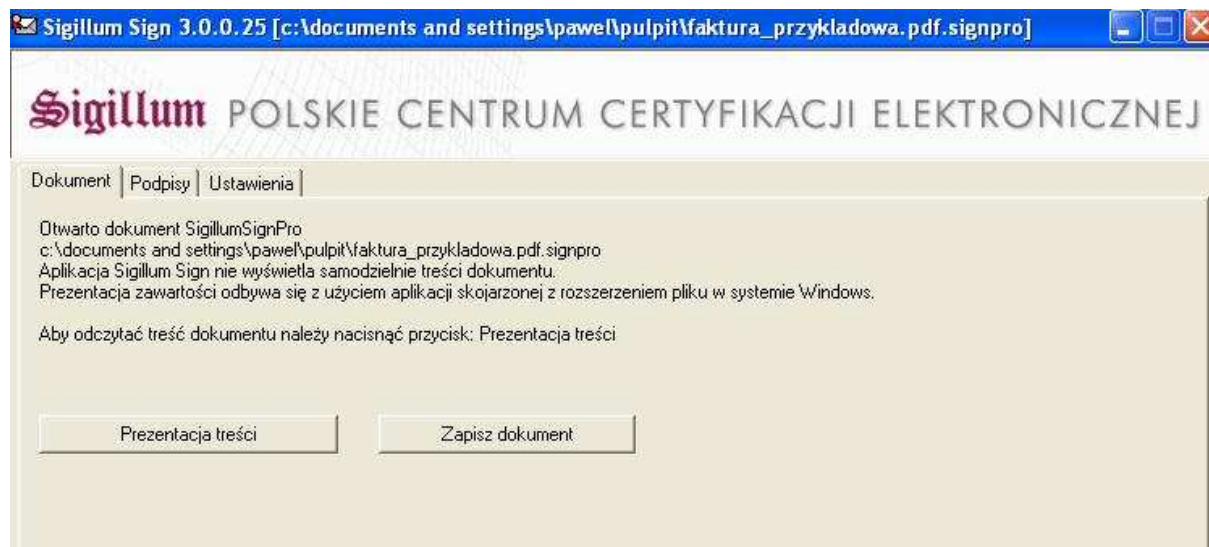 Sigillum Sign 3.0.0.25 [c:\documents and settings\pawel\pulpit\faktura_przykladowa.pdf.signpro]
Sigillum POLSKIE CENTRUM CERTYFIKACJI ELEKTRONICZNEJ
Dokument Podpisy Ustawienia
Otwarto dokument SigillumSignPro
c:\documents and settings\pawel\pulpit\faktura_przykladowa.pdf.signpro
Aplikacja Sigillum Sign nie wyświetla samodzielnie treści dokumentu.
Prezentacja zawartości odbywa się z użyciem aplikacji skojarzonej z rozszerzeniem pliku w systemie Windows.
Aby odczytać treść dokumentu należy nacisnąć przycisk: Prezentacja treści
Prezentacja treści Zapisz dokument